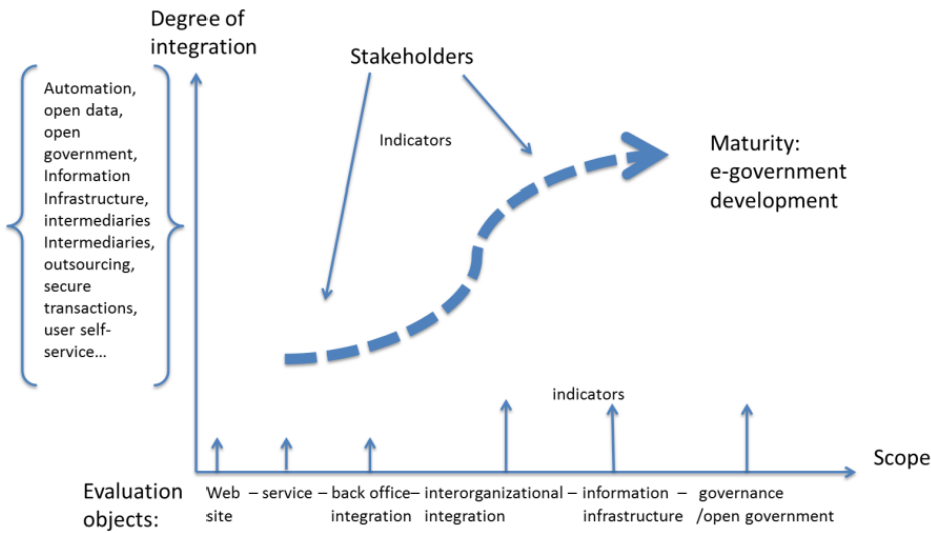 Degree of
integration
Stakeholders
Automation,
open data,
open
government,
Information
Infrastructure,
intermediaries
Intermediaries,
outsourcing,
secure
transactions,
user self-
service...
Indicators
Maturity:
e-government
development
indicators
Scope
Evaluation
objects:
Web – service – back office– interorganizational – information – governance
site integration integration infrastructure /open government